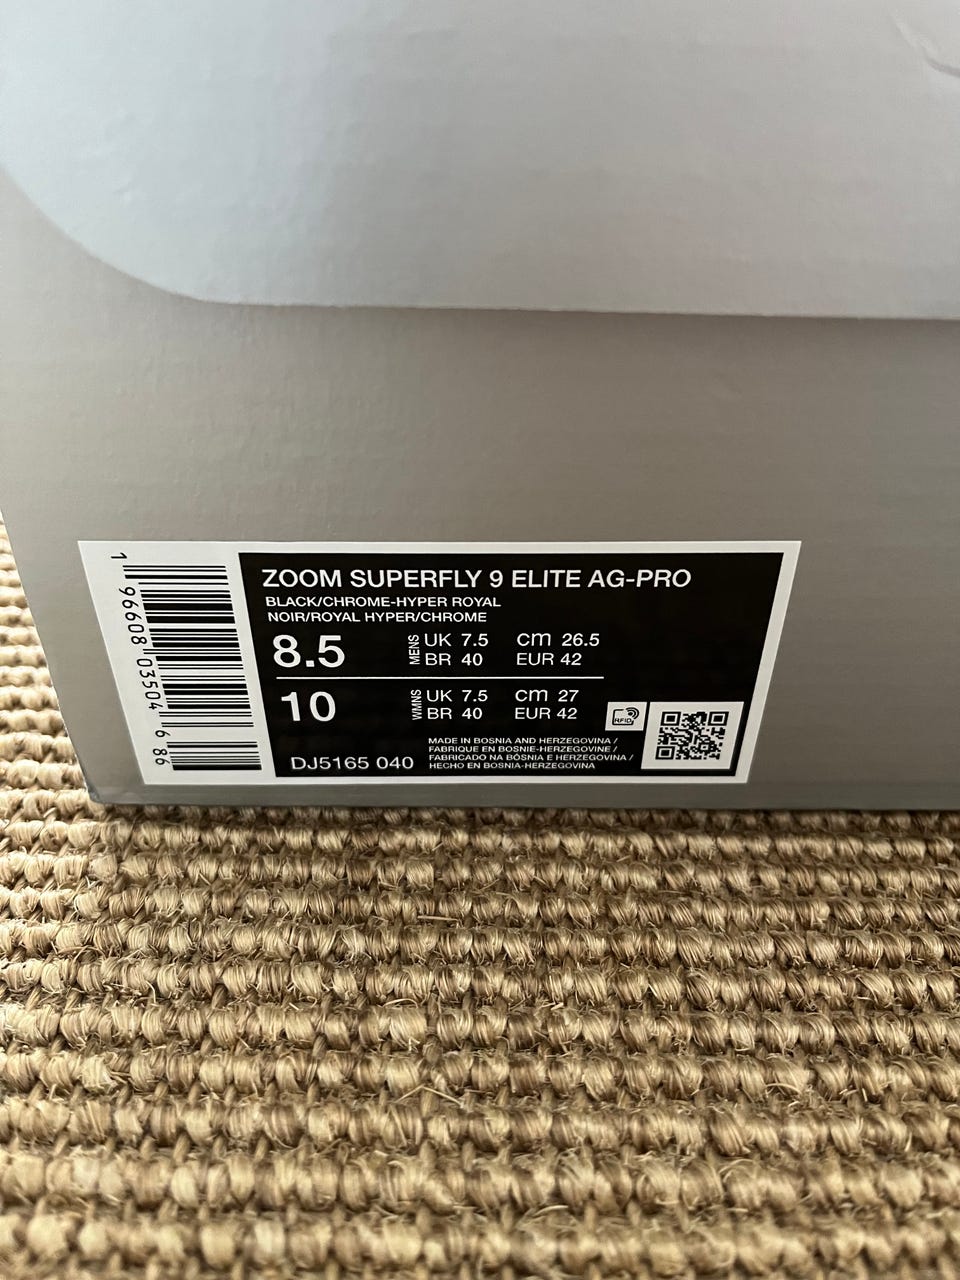 ZOOM SUPERFLY 9 ELITE AG-PRO
BLACK/CHROME-HYPER ROYAL
NOIR/ROYAL HYPER/CHROME
8.5 MENS UK 7.5 cm 26.5
BR 40 EUR 42
10 WMNS UK 7.5 cm 27
BR 40 EUR 42
RFID
MADE IN BOSNIA AND HERZEGOVINA /
FABRIQUE EN BOSNIE-HERZEGOVINE /
FABRICADO NA BÓSNIA E HERZEGOVINA /
HECHO EN BOSNIA-HERZEGOVINA
DJ5165 040
1 96608 03504 6 86